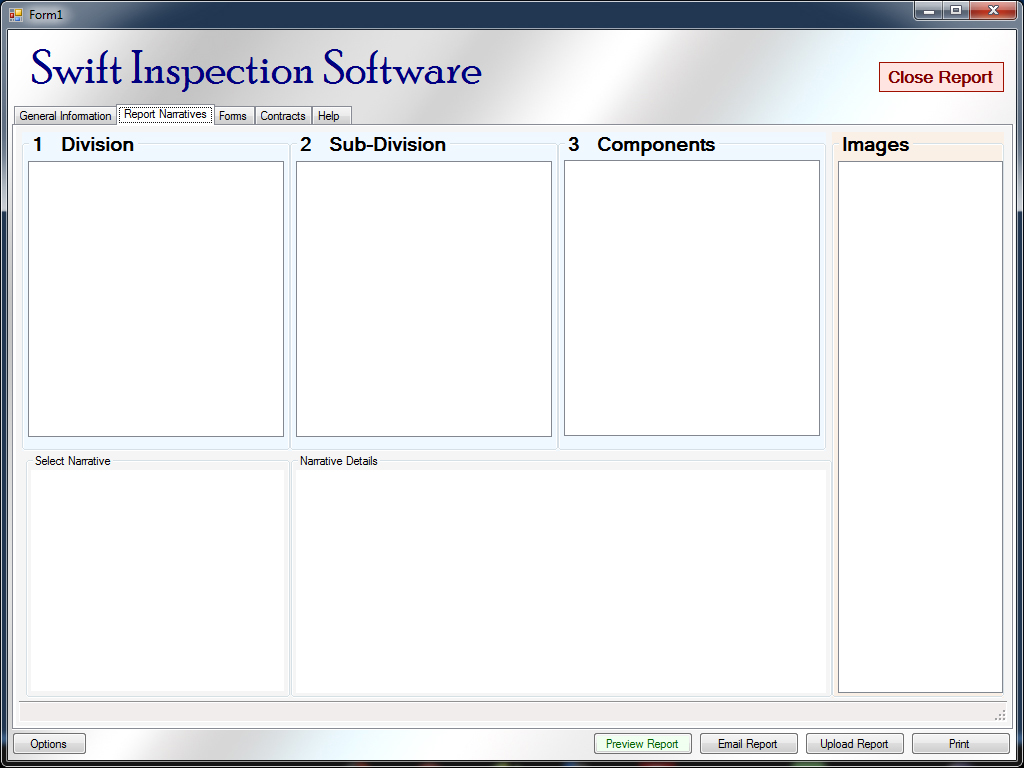 Form1
Swift Inspection Software
Close Report
General Information Report Narratives Forms Contracts Help
1 Division 2 Sub-Division 3 Components Images
Select Narrative Narrative Details
Options Preview Report Email Report Upload Report Print